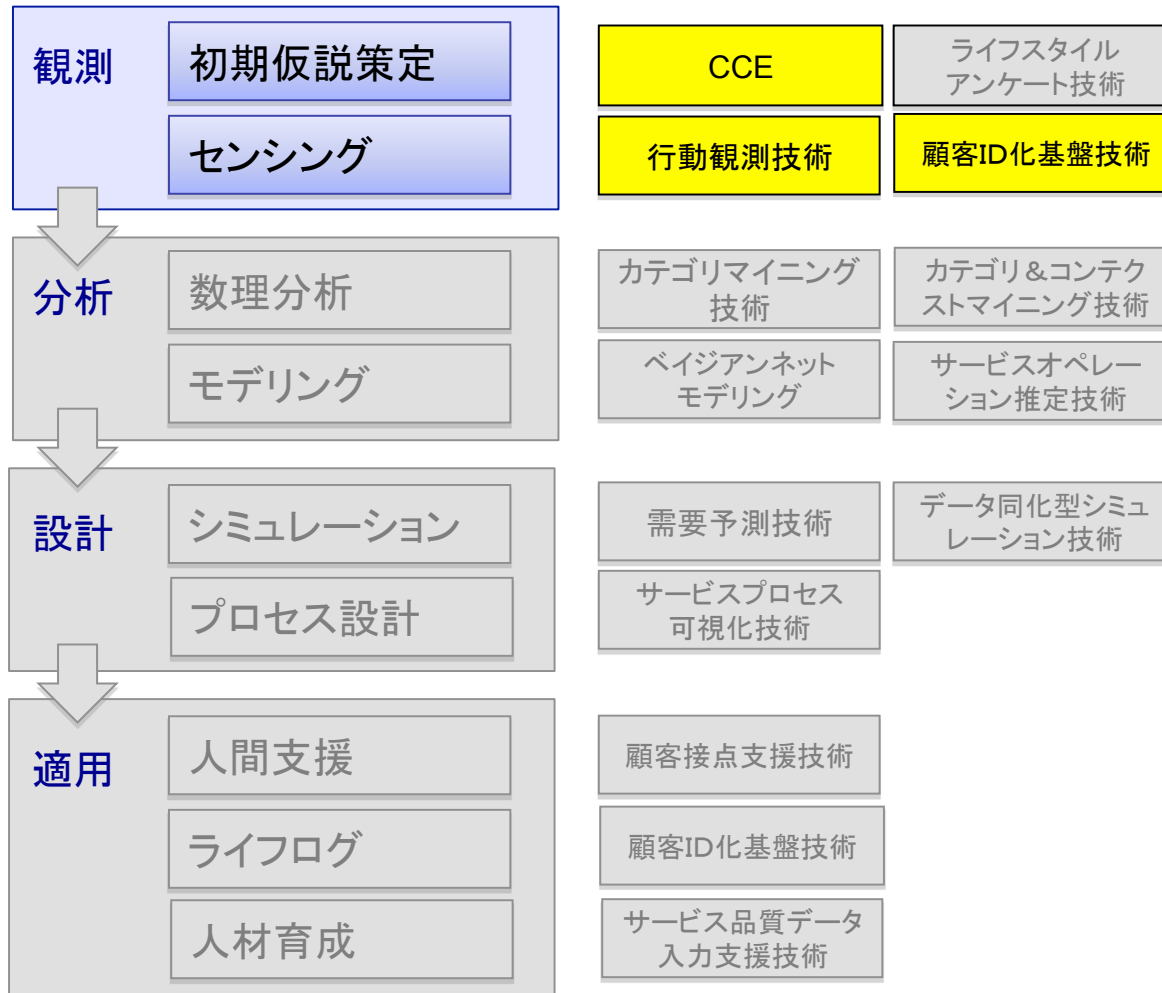 観測
初期仮説策定
CCE
ライフスタイル
アンケート技術
センシング
行動観測技術
顧客ID化基盤技術
分析
数理分析
カテゴリマイニング
技術
カテゴリ&コンテク
ストマイニング技術
モデリング
ベイジアンネット
モデリング
サービスオペレー
ション推定技術
設計
シミュレーション
需要予測技術
データ同化型シミュ
レーション技術
プロセス設計
サービスプロセス
可視化技術
適用
人間支援
顧客接点支援技術
ライフログ
顧客ID化基盤技術
人材育成
サービス品質データ
入力支援技術